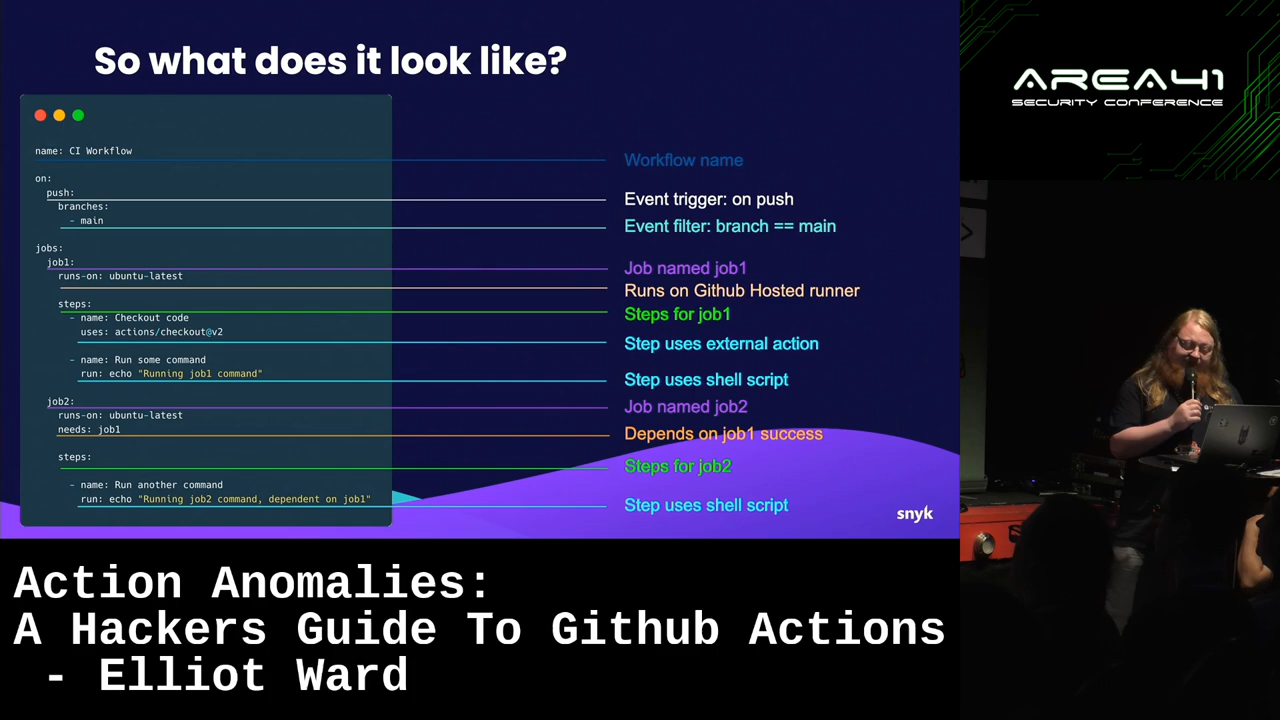 So what does it look like?
name: CI Workflow
on:
push:
branches:
- main
jobs:
job1:
runs-on: ubuntu-latest
steps:
- name: Checkout code
uses: actions/checkout@v2
- name: Run some command
run: echo "Running job1 command"
job2:
runs-on: ubuntu-latest
needs: job1
steps:
- name: Run another command
run: echo "Running job2 command, dependent on job1"
Workflow name
Event trigger: on push
Event filter: branch == main
Job named job1
Runs on Github Hosted runner
Steps for job1
Step uses external action
Step uses shell script
Job named job2
Depends on job1 success
Steps for job2
Step uses shell script
snyk
AREA41
SECURITY CONFERENCE
>
Action Anomalies:
A Hackers Guide To Github Actions
- Elliot Ward